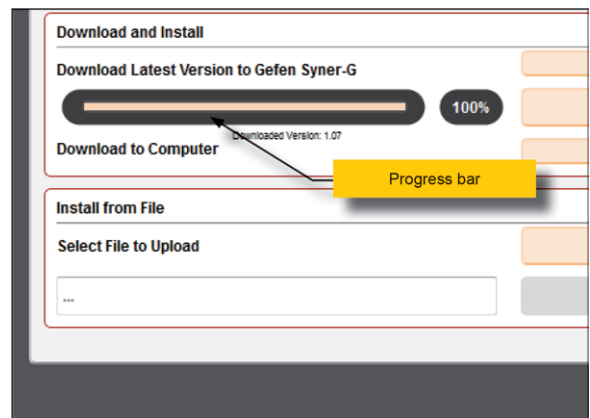 Download and Install
Download Latest Version to Gefen Syner-G
100%
Downloaded Version: 1.07
Download to Computer
Progress bar
Install from File
Select File to Upload
...